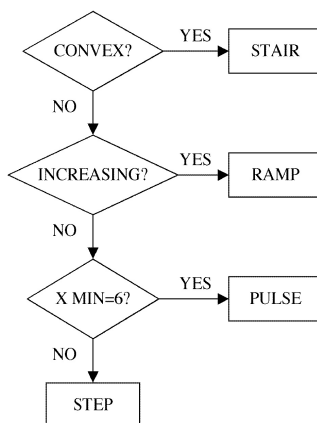 CONVEX?
YES
STAIR
NO
INCREASING?
YES
RAMP
NO
X MIN=6?
YES
PULSE
NO
STEP